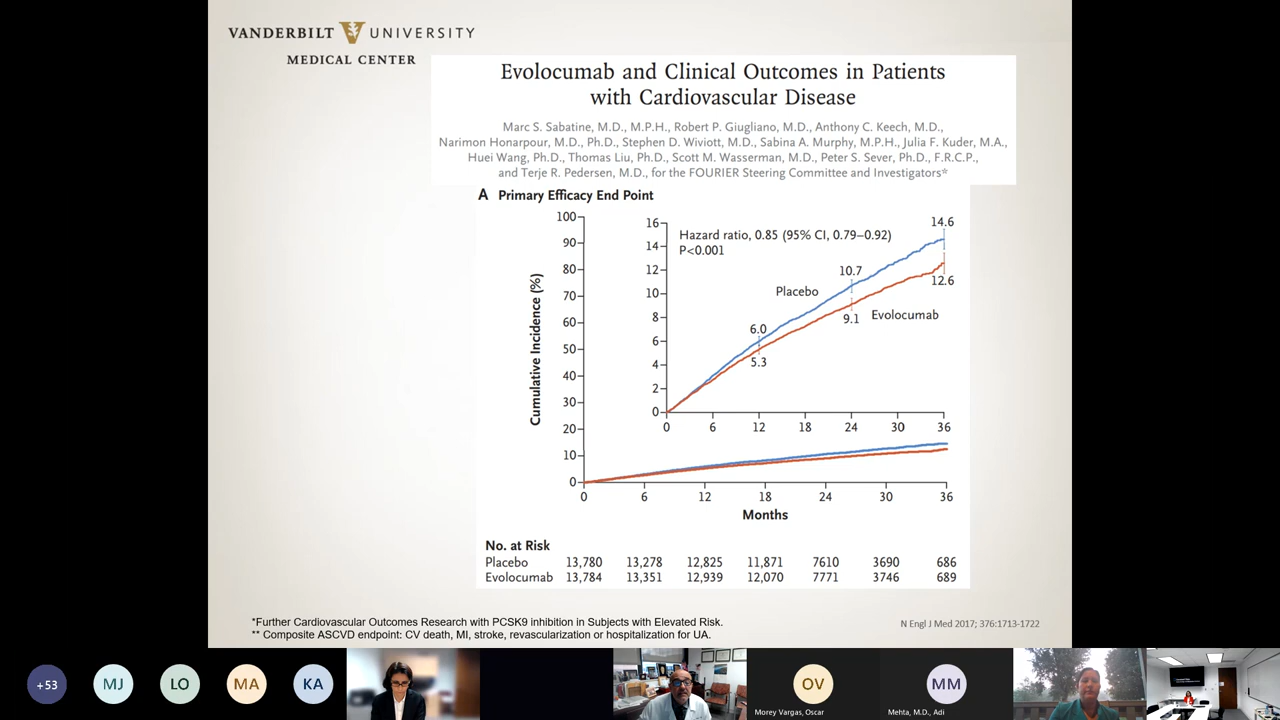 VANDERBILT UNIVERSITY
MEDICAL CENTER
Evolocumab and Clinical Outcomes in Patients
with Cardiovascular Disease
Marc S. Sabatine, M.D., M.P.H., Robert P. Giugliano, M.D., Anthony C. Keech, M.D.,
Narimon Honarpour, M.D., Ph.D., Stephen D. Wiviott, M.D., Sabina A. Murphy, M.P.H., Julia F. Kuder, M.A.,
Huei Wang, Ph.D., Thomas Liu, Ph.D., Scott M. Wasserman, M.D., Peter S. Sever, Ph.D., F.R.C.P.,
and Terje R. Pedersen, M.D., for the FOURIER Steering Committee and Investigators*
A Primary Efficacy End Point
Cumulative Incidence (%)
100
90
80
70
60
50
40
30
20
10
0
16
14
12
10
8
6
4
2
0
Hazard ratio, 0.85 (95% CI, 0.79–0.92)
P<0.001
14.6
12.6
10.7
9.1
6.0
5.3
Placebo
Evolocumab
0 6 12 18 24 30 36
0 6 12 18 24 30 36
Months
No. at Risk
Placebo 13,780 13,278 12,825 11,871 7610 3690 686
Evolocumab 13,784 13,351 12,939 12,070 7771 3746 689
*Further Cardiovascular Outcomes Research with PCSK9 inhibition in Subjects with Elevated Risk.
** Composite ASCVD endpoint: CV death, MI, stroke, revascularization or hospitalization for UA.
N Engl J Med 2017; 376:1713-1722
+53
MJ
LO
MA
KA
OV
Morey Vargas, Oscar
MM
Mehta, M.D., Adi